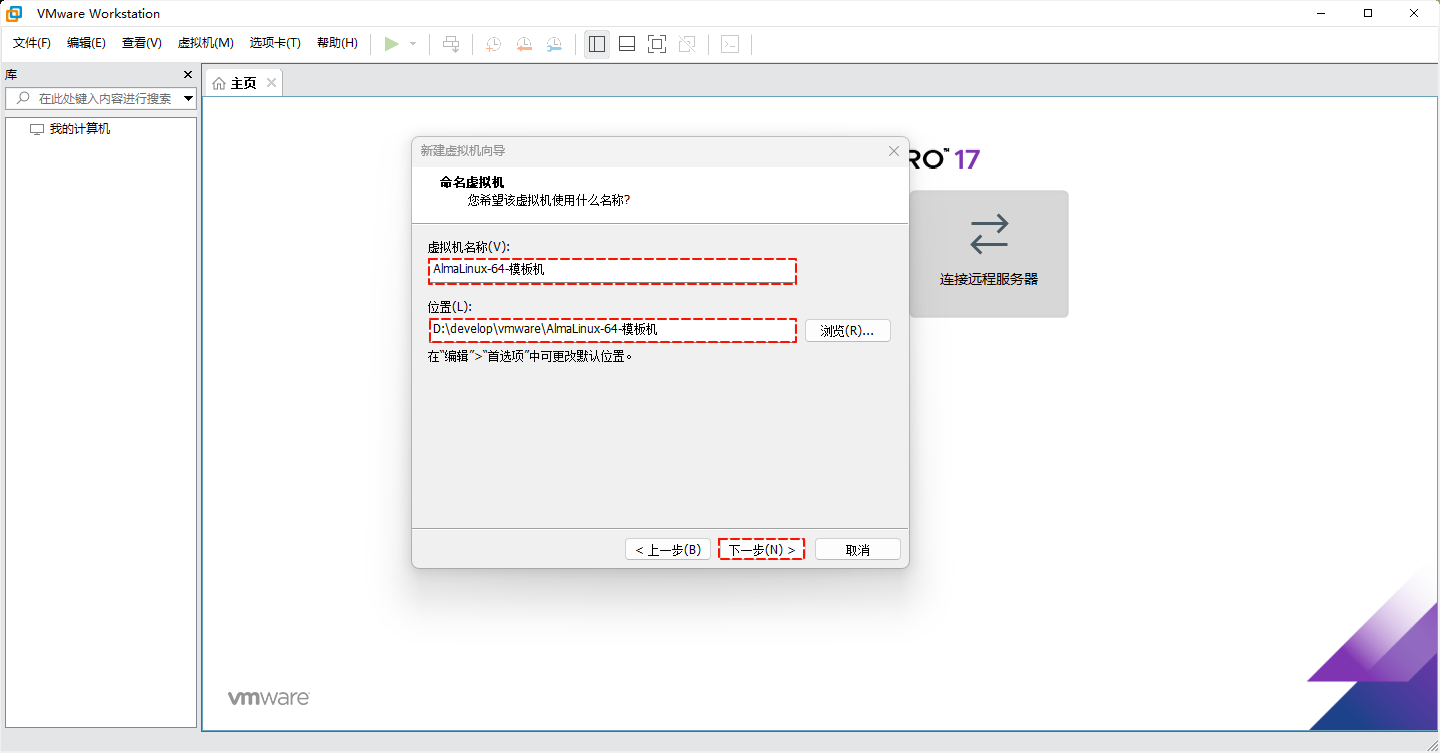 VMware Workstation
文件(F) 编辑(E) 查看(V) 虚拟机(M) 选项卡(T) 帮助(H)
库
在此处键入内容进行搜索
我的计算机
主页
RO™ 17
新建虚拟机向导
命名虚拟机
您希望该虚拟机使用什么名称?
虚拟机名称(V):
AlmaLinux-64-模板机
位置(L):
D:\develop\vmware\AlmaLinux-64-模板机
浏览(R)...
在"编辑">"首选项"中可更改默认位置。
< 上一步(B) 下一步(N) > 取消
连接远程服务器
vmware